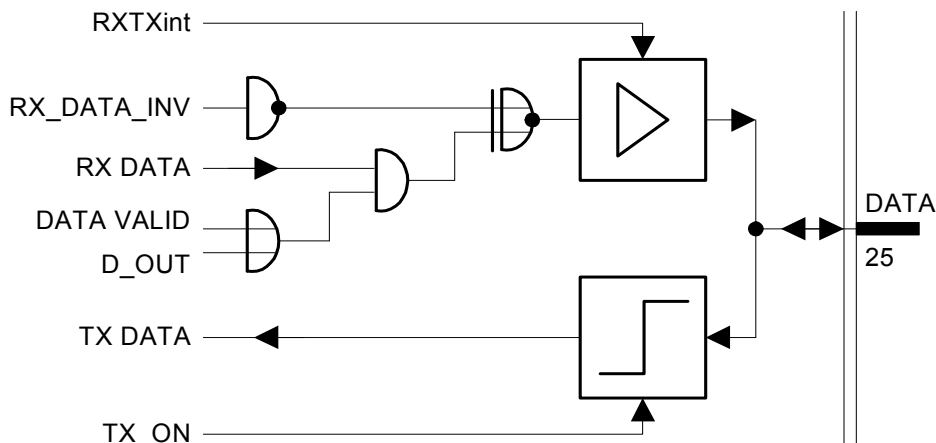 RXTXint
RX_DATA_INV
RX DATA
DATA VALID
D_OUT
TX DATA
TX_ON
DATA
25